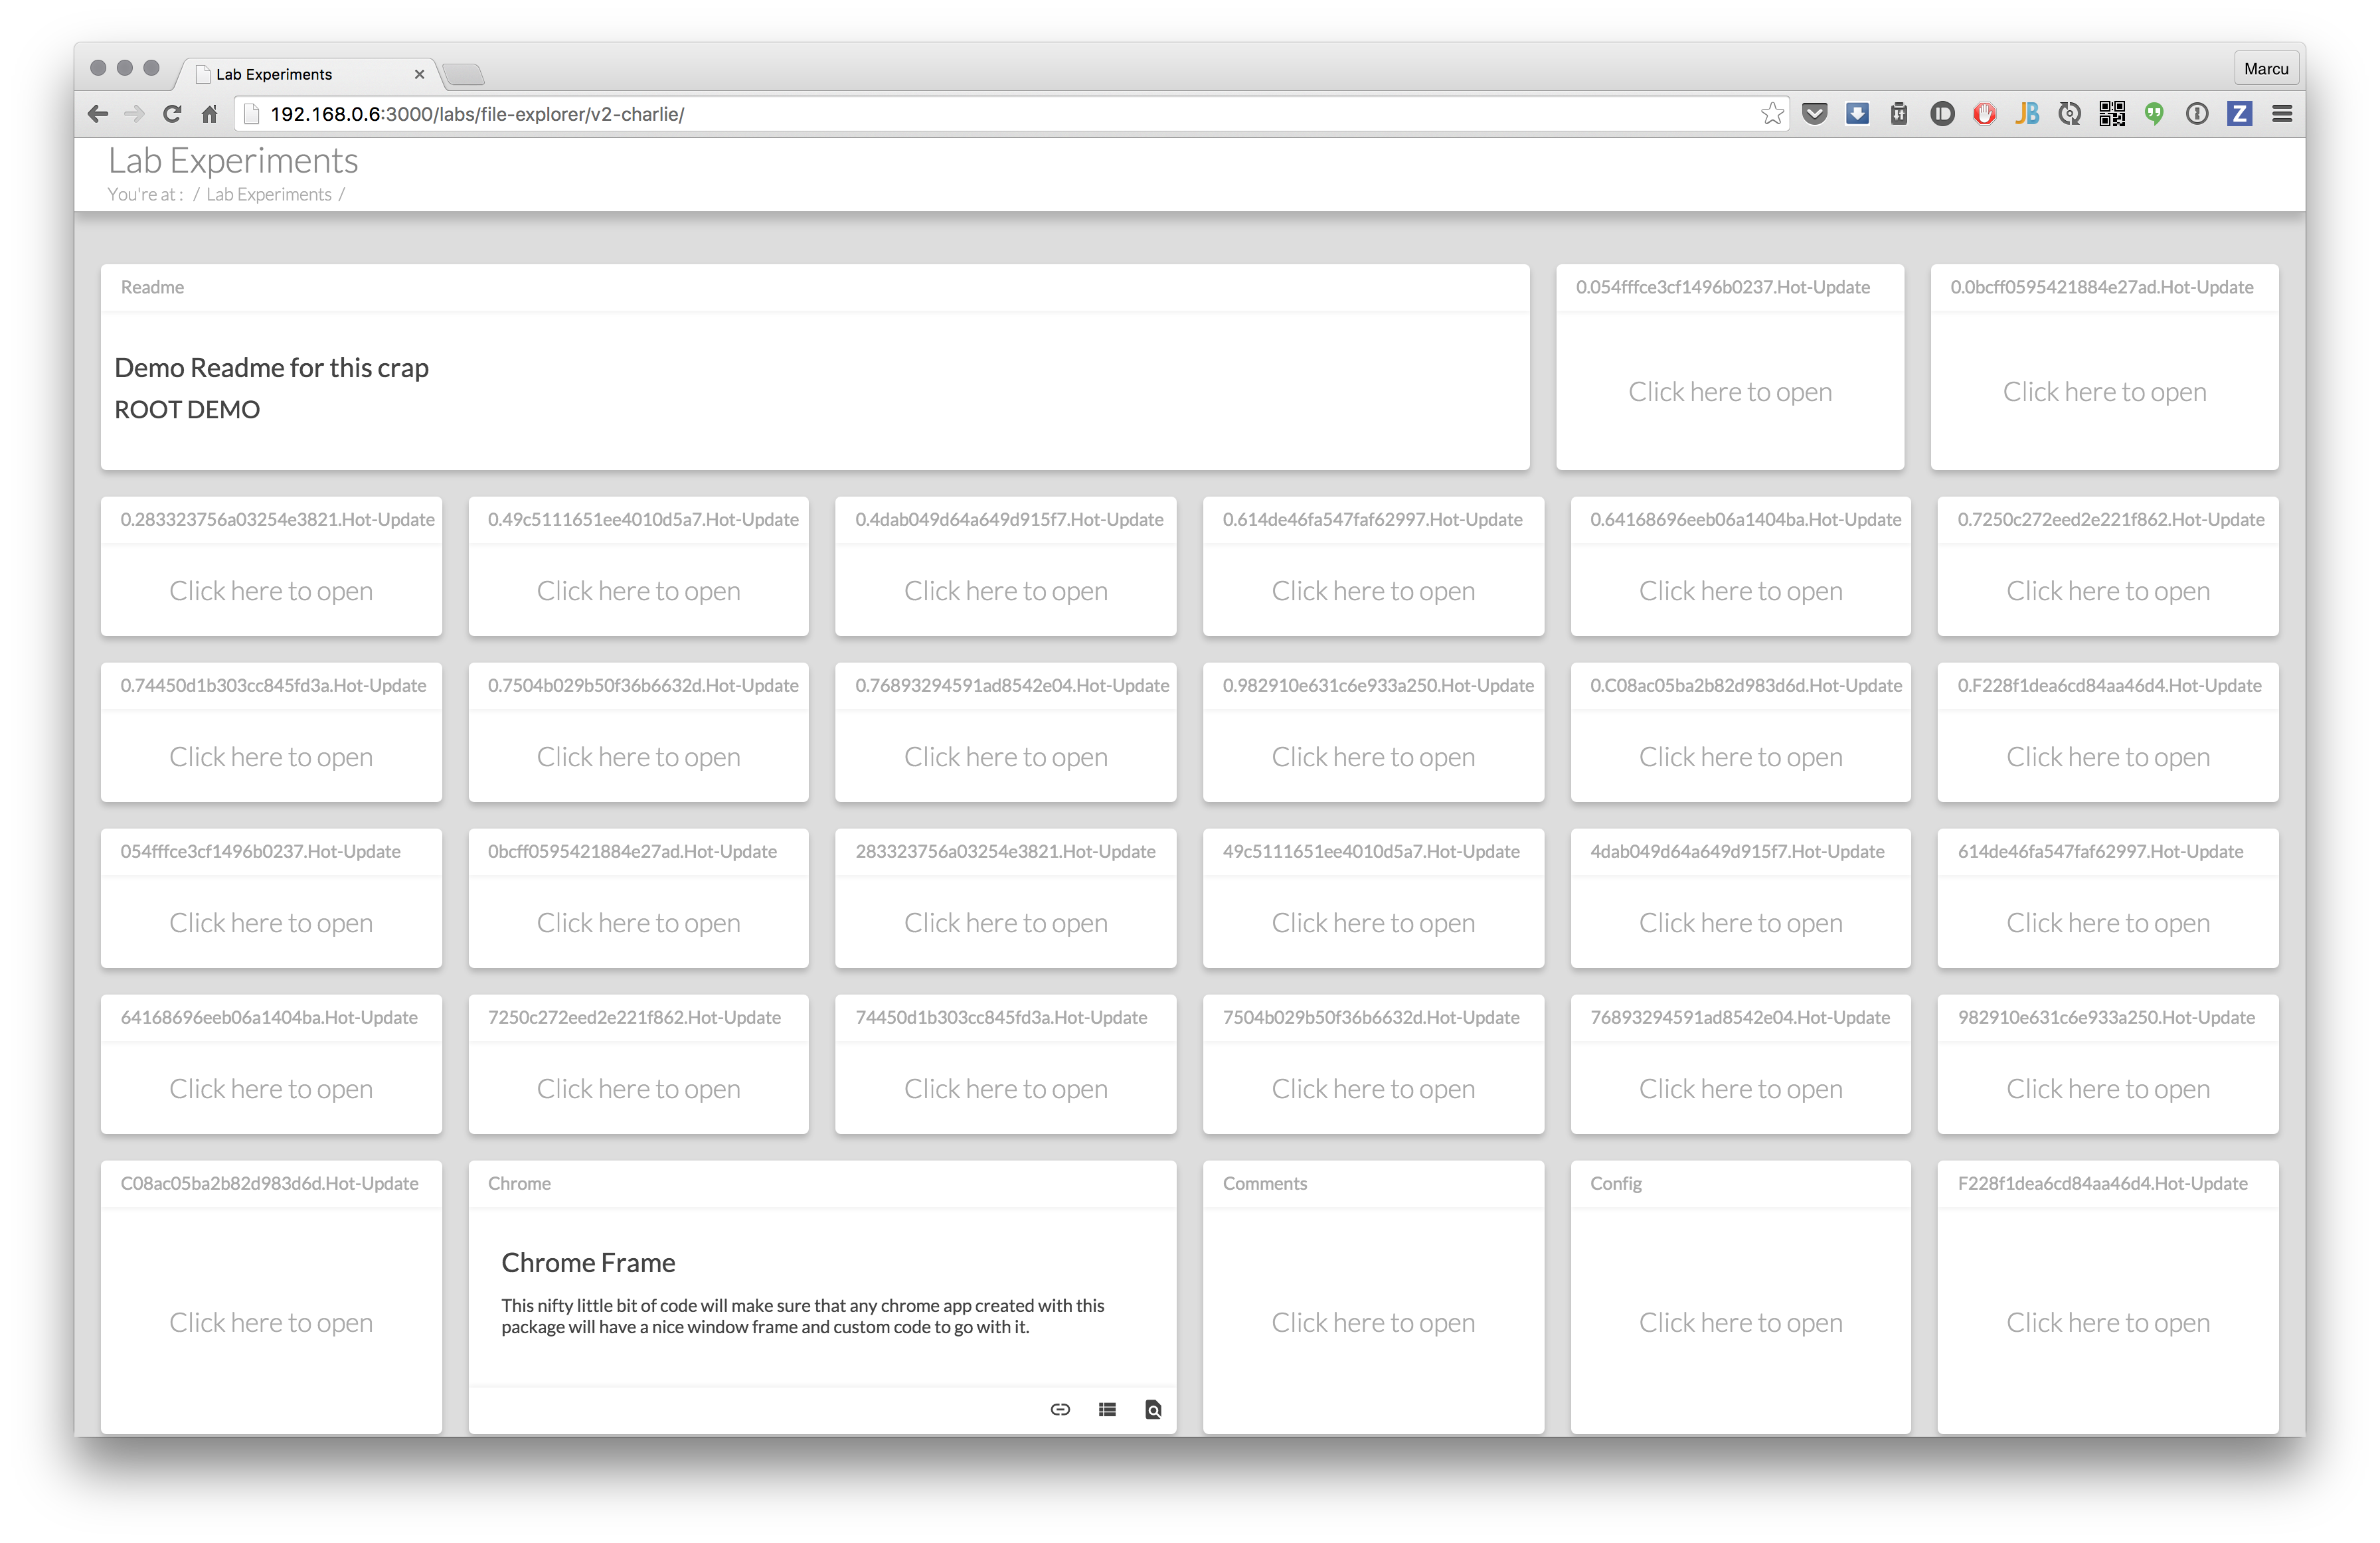 Lab Experiments
Marcu
192.168.0.6:3000/labs/file-explorer/v2-charlie/
JB
Z
Lab Experiments
You're at : / Lab Experiments /
Readme
Demo Readme for this crap
ROOT DEMO
0.054fffce3cf1496b0237.Hot-Update
Click here to open
0.0bcff0595421884e27ad.Hot-Update
Click here to open
0.283323756a03254e3821.Hot-Update
Click here to open
0.49c5111651ee4010d5a7.Hot-Update
Click here to open
0.4dab049d64a649d915f7.Hot-Update
Click here to open
0.614de46fa547faf62997.Hot-Update
Click here to open
0.64168696eeb06a1404ba.Hot-Update
Click here to open
0.7250c272eed2e221f862.Hot-Update
Click here to open
0.74450d1b303cc845fd3a.Hot-Update
Click here to open
0.7504b029b50f36b6632d.Hot-Update
Click here to open
0.76893294591ad8542e04.Hot-Update
Click here to open
0.982910e631c6e933a250.Hot-Update
Click here to open
0.C08ac05ba2b82d983d6d.Hot-Update
Click here to open
0.F228f1dea6cd84aa46d4.Hot-Update
Click here to open
054fffce3cf1496b0237.Hot-Update
Click here to open
0bcff0595421884e27ad.Hot-Update
Click here to open
283323756a03254e3821.Hot-Update
Click here to open
49c5111651ee4010d5a7.Hot-Update
Click here to open
4dab049d64a649d915f7.Hot-Update
Click here to open
614de46fa547faf62997.Hot-Update
Click here to open
64168696eeb06a1404ba.Hot-Update
Click here to open
7250c272eed2e221f862.Hot-Update
Click here to open
74450d1b303cc845fd3a.Hot-Update
Click here to open
7504b029b50f36b6632d.Hot-Update
Click here to open
76893294591ad8542e04.Hot-Update
Click here to open
982910e631c6e933a250.Hot-Update
Click here to open
C08ac05ba2b82d983d6d.Hot-Update
Click here to open
Chrome
Chrome Frame
This nifty little bit of code will make sure that any chrome app created with this
package will have a nice window frame and custom code to go with it.
Comments
Click here to open
Config
Click here to open
F228f1dea6cd84aa46d4.Hot-Update
Click here to open